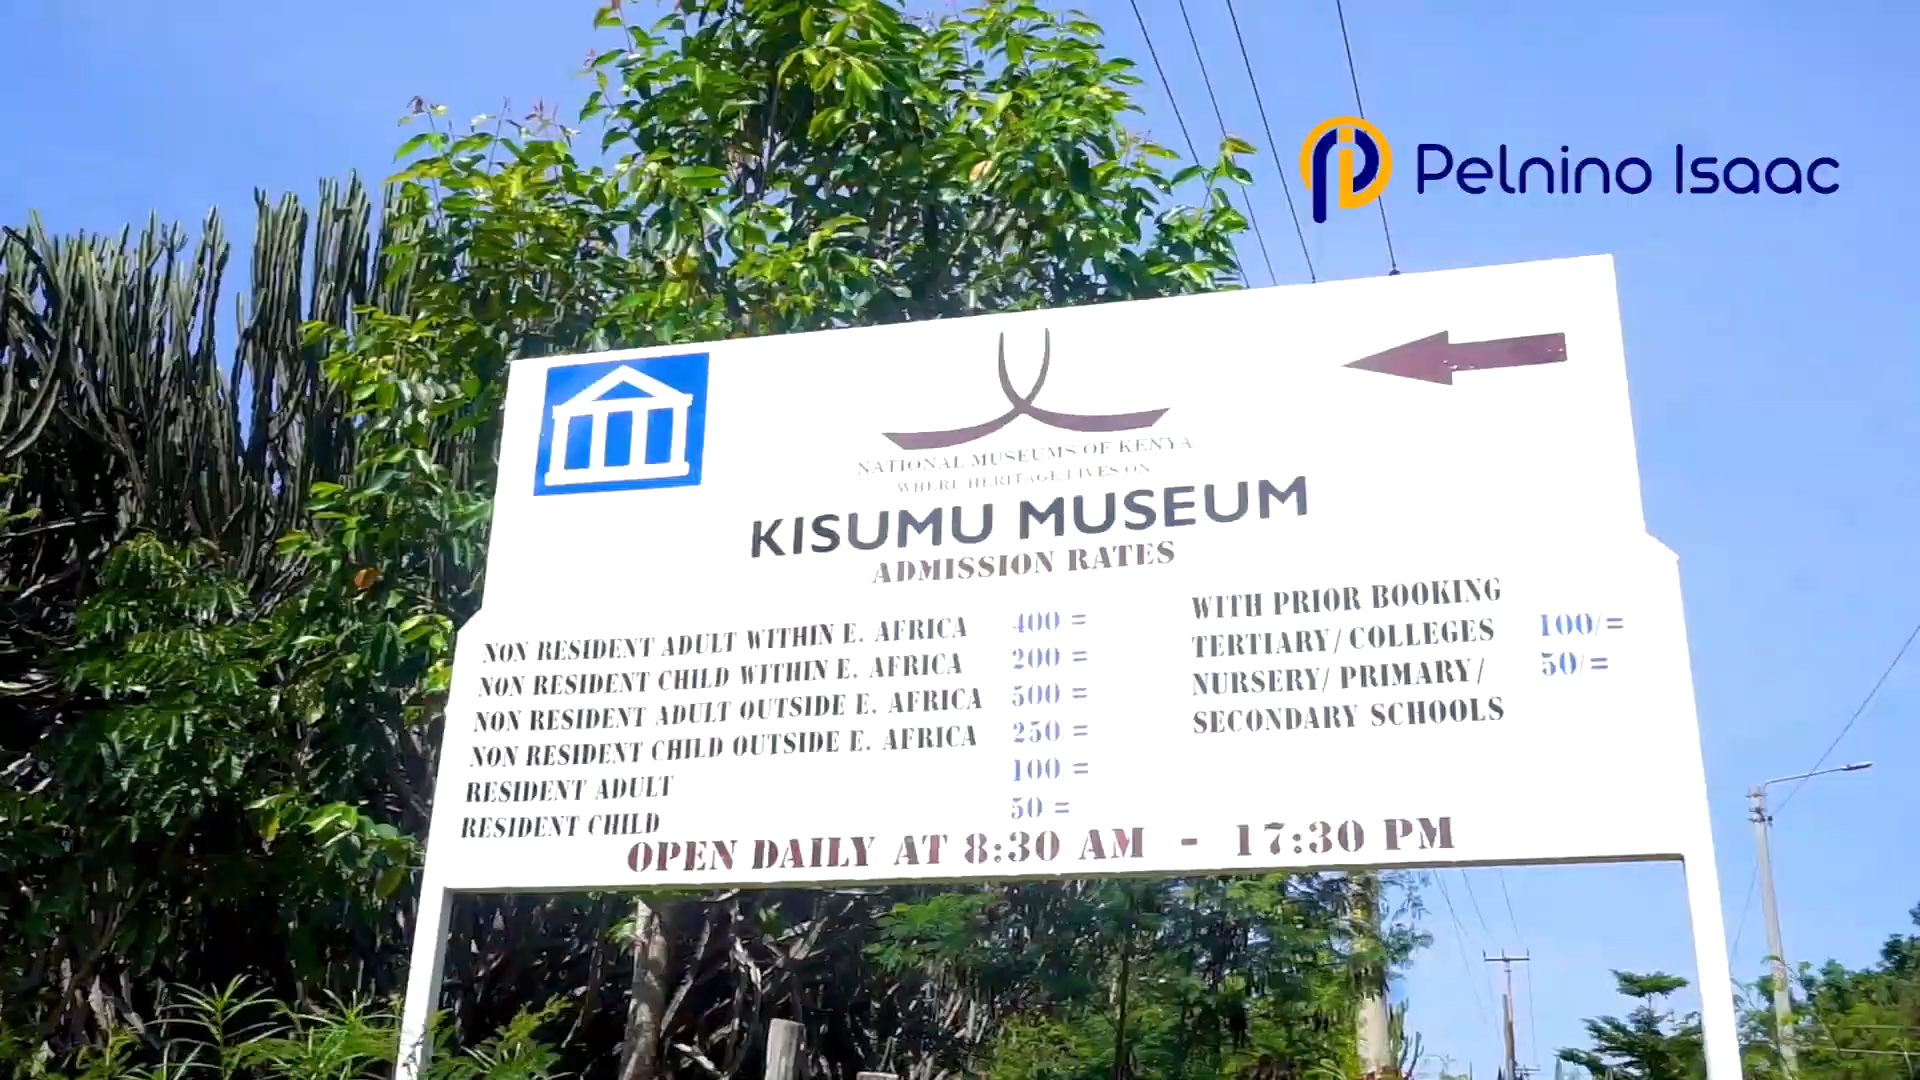 Pelnino Isaac
NATIONAL MUSEUMS OF KENYA
WHERE HERITAGE LIVES ON
KISUMU MUSEUM
ADMISSION RATES
NON RESIDENT ADULT WITHIN E. AFRICA 400 =
NON RESIDENT CHILD WITHIN E. AFRICA 200 =
NON RESIDENT ADULT OUTSIDE E. AFRICA 500 =
NON RESIDENT CHILD OUTSIDE E. AFRICA 250 =
RESIDENT ADULT 100 =
RESIDENT CHILD 50 =
WITH PRIOR BOOKING
TERTIARY/COLLEGES 100/=
NURSERY/PRIMARY/ 50/=
SECONDARY SCHOOLS
OPEN DAILY AT 8:30 AM - 17:30 PM